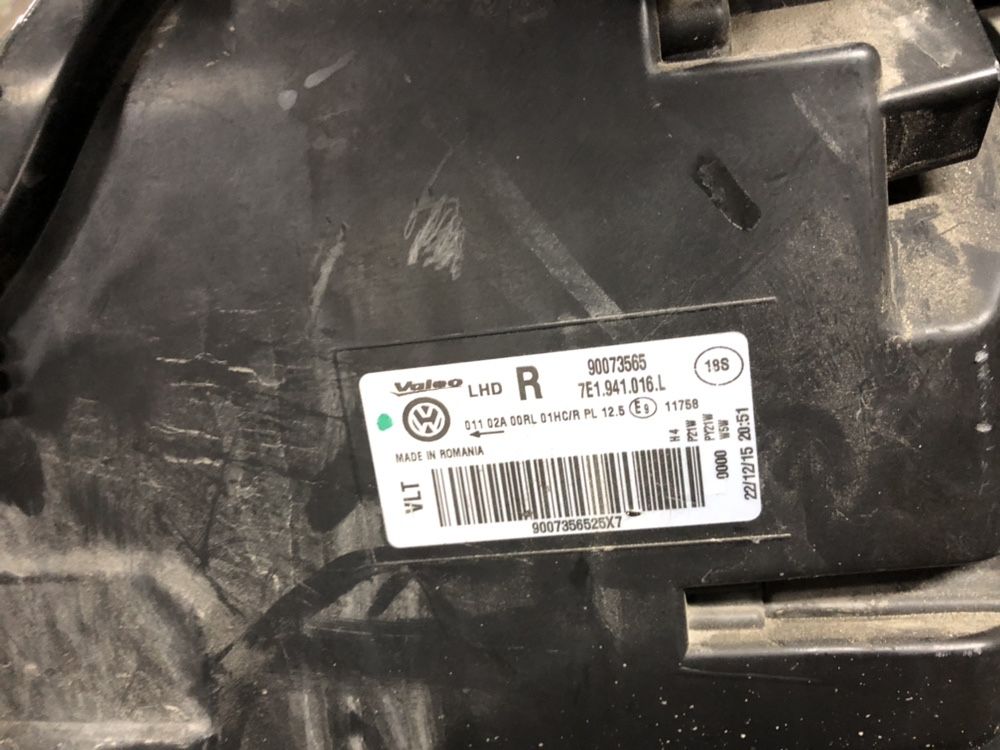 Valeo LHD R 90073565 18S
7E1.941.016.L
011 02A 00RL 01HC/R PL 12.5 E9 11758
MADE IN ROMANIA
VLT
9007356525X7
H4
P21W
PY21W
0000 W5W
22/12/15 20:51